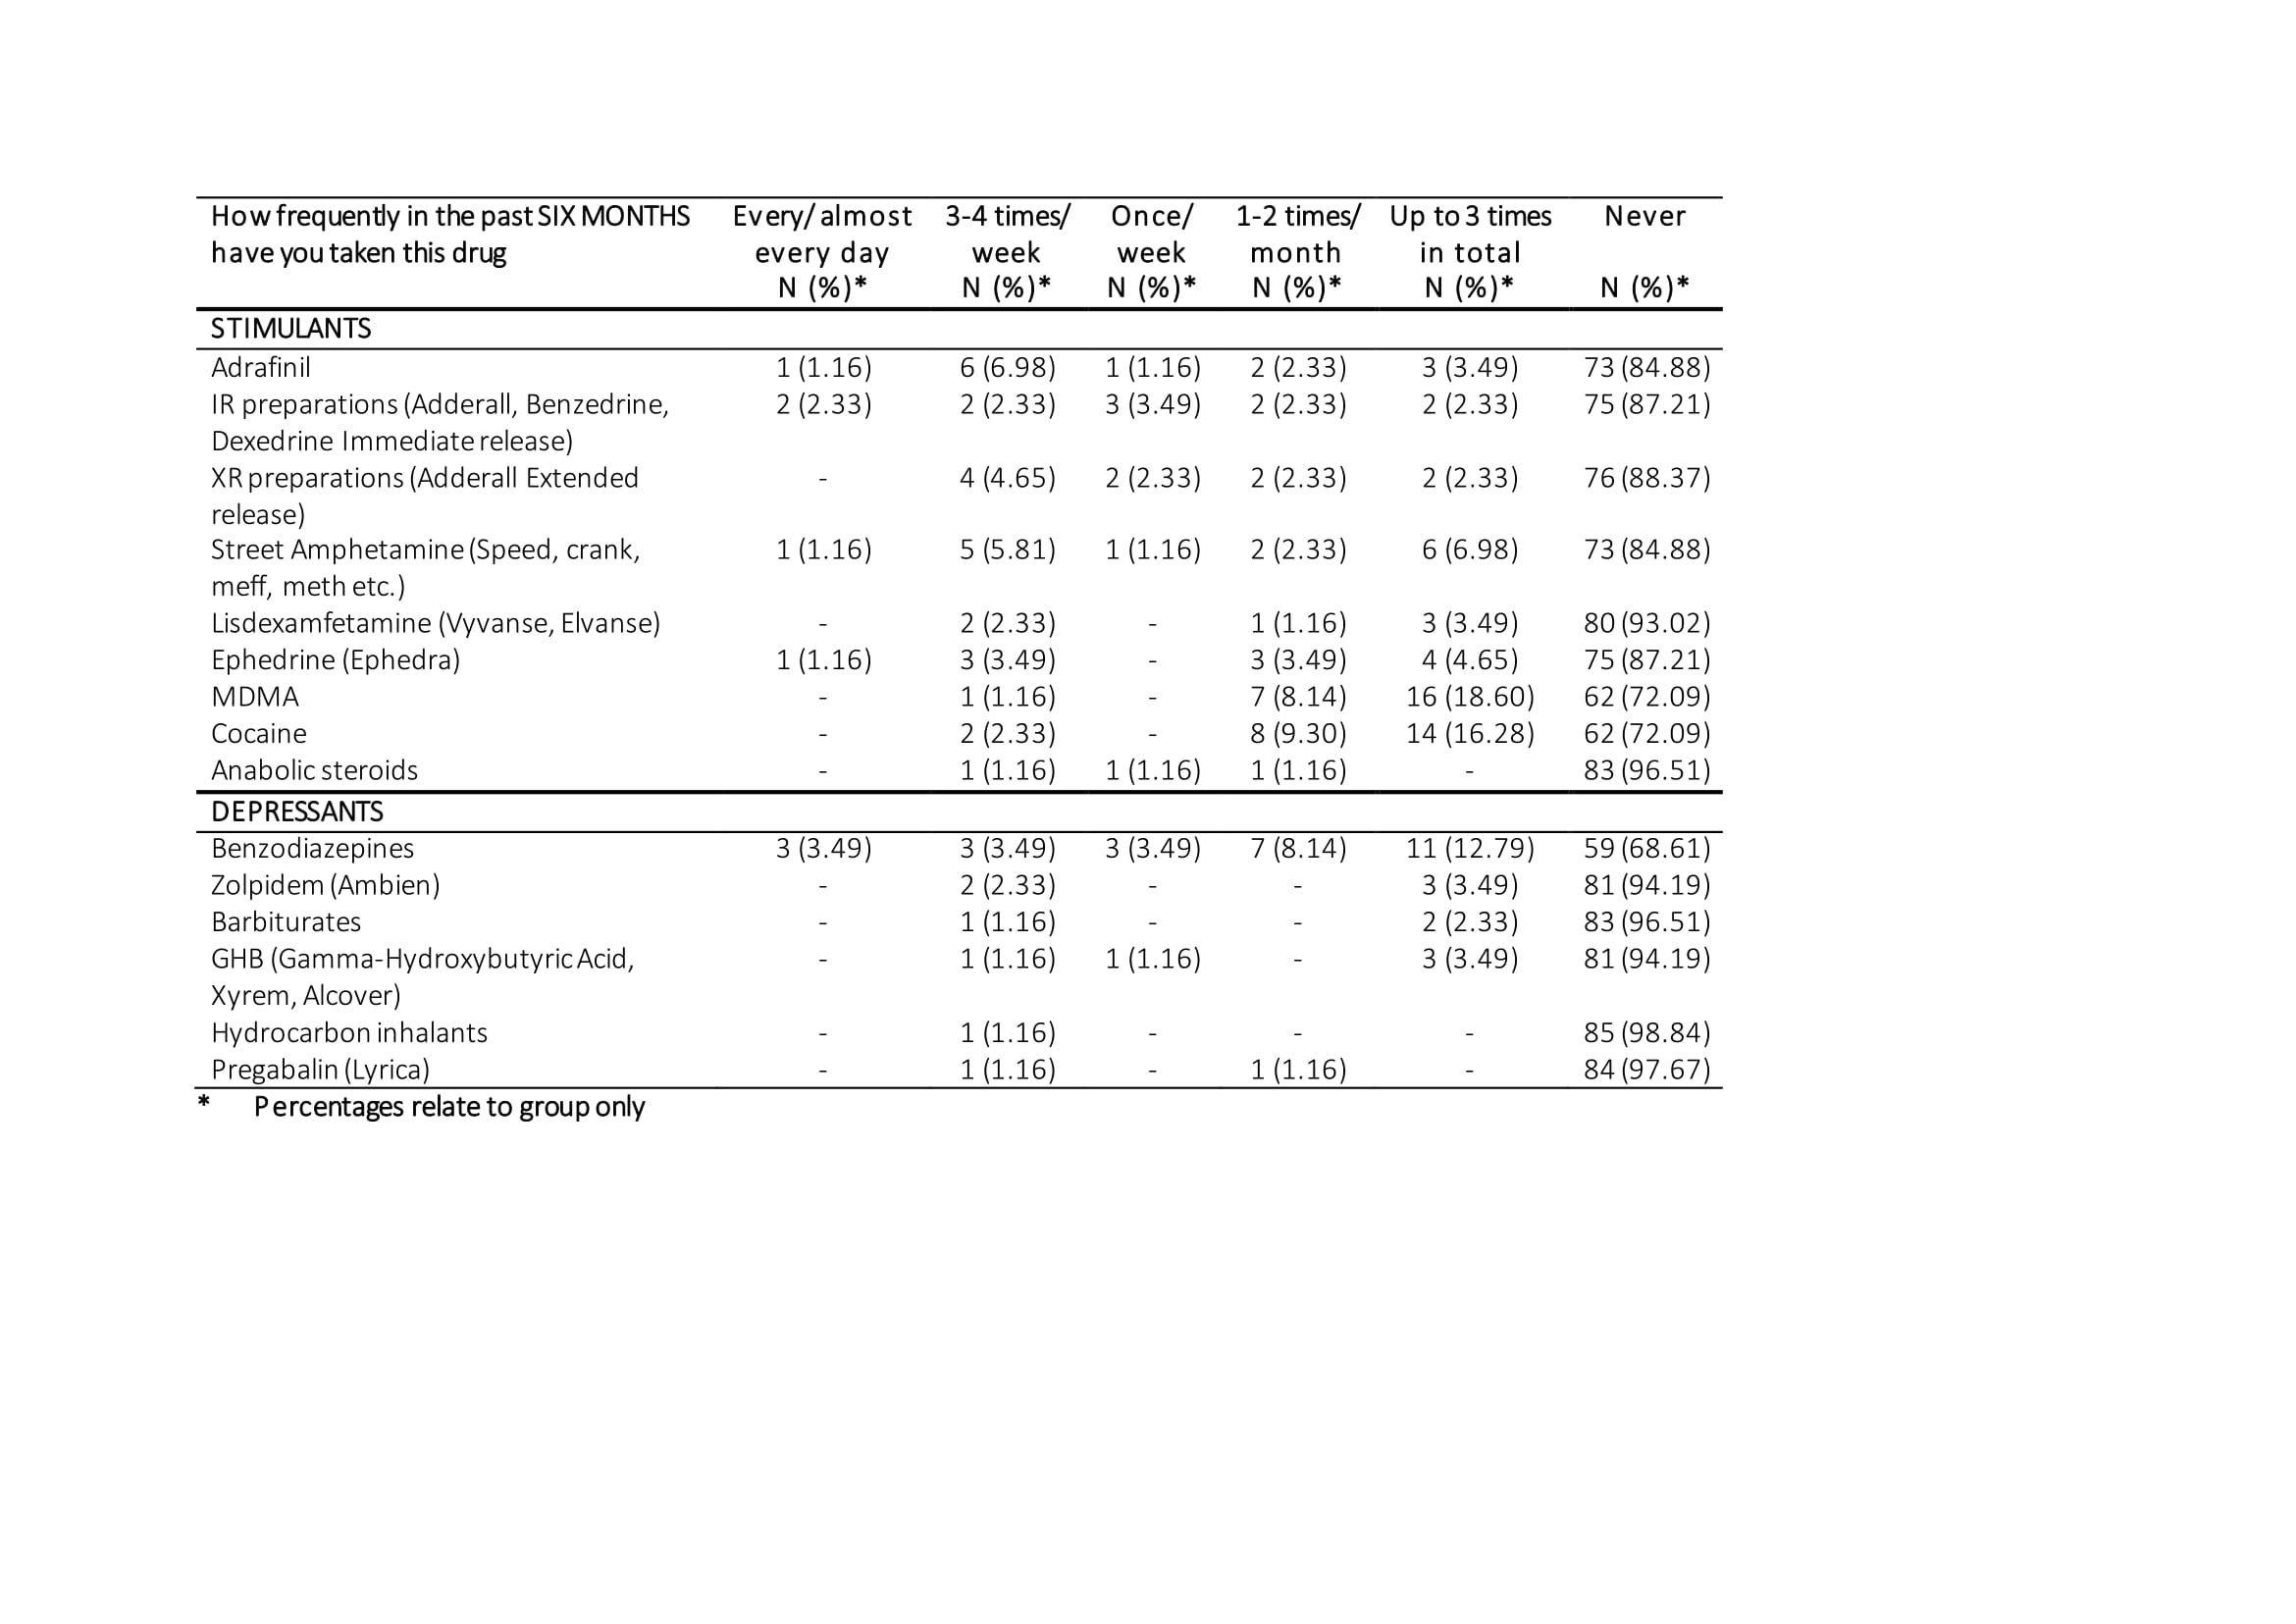 How frequently in the past SIX MONTHS Every/ almost 3-4 times/ Once/ 1-2 times/ Up to 3 times Never
have you taken this drug every day week week month in total
N (%)* N (%)* N (%)* N (%)* N (%)* N (%)*
STIMULANTS
Adrafinil 1 (1.16) 6 (6.98) 1 (1.16) 2 (2.33) 3 (3.49) 73 (84.88)
IR preparations (Adderall, Benzedrine, 2 (2.33) 2 (2.33) 3 (3.49) 2 (2.33) 2 (2.33) 75 (87.21)
Dexedrine Immediate release)
XR preparations (Adderall Extended - 4 (4.65) 2 (2.33) 2 (2.33) 2 (2.33) 76 (88.37)
release)
Street Amphetamine (Speed, crank, 1 (1.16) 5 (5.81) 1 (1.16) 2 (2.33) 6 (6.98) 73 (84.88)
meff, meth etc.)
Lisdexamfetamine (Vyvanse, Elvanse) - 2 (2.33) - 1 (1.16) 3 (3.49) 80 (93.02)
Ephedrine (Ephedra) 1 (1.16) 3 (3.49) - 3 (3.49) 4 (4.65) 75 (87.21)
MDMA - 1 (1.16) - 7 (8.14) 16 (18.60) 62 (72.09)
Cocaine - 2 (2.33) - 8 (9.30) 14 (16.28) 62 (72.09)
Anabolic steroids - 1 (1.16) 1 (1.16) 1 (1.16) - 83 (96.51)
DEPRESSANTS
Benzodiazepines 3 (3.49) 3 (3.49) 3 (3.49) 7 (8.14) 11 (12.79) 59 (68.61)
Zolpidem (Ambien) - 2 (2.33) - - 3 (3.49) 81 (94.19)
Barbiturates - 1 (1.16) - - 2 (2.33) 83 (96.51)
GHB (Gamma-Hydroxybutyric Acid, - 1 (1.16) 1 (1.16) - 3 (3.49) 81 (94.19)
Xyrem, Alcover)
Hydrocarbon inhalants - 1 (1.16) - - - 85 (98.84)
Pregabalin (Lyrica) - 1 (1.16) - 1 (1.16) - 84 (97.67)
* Percentages relate to group only